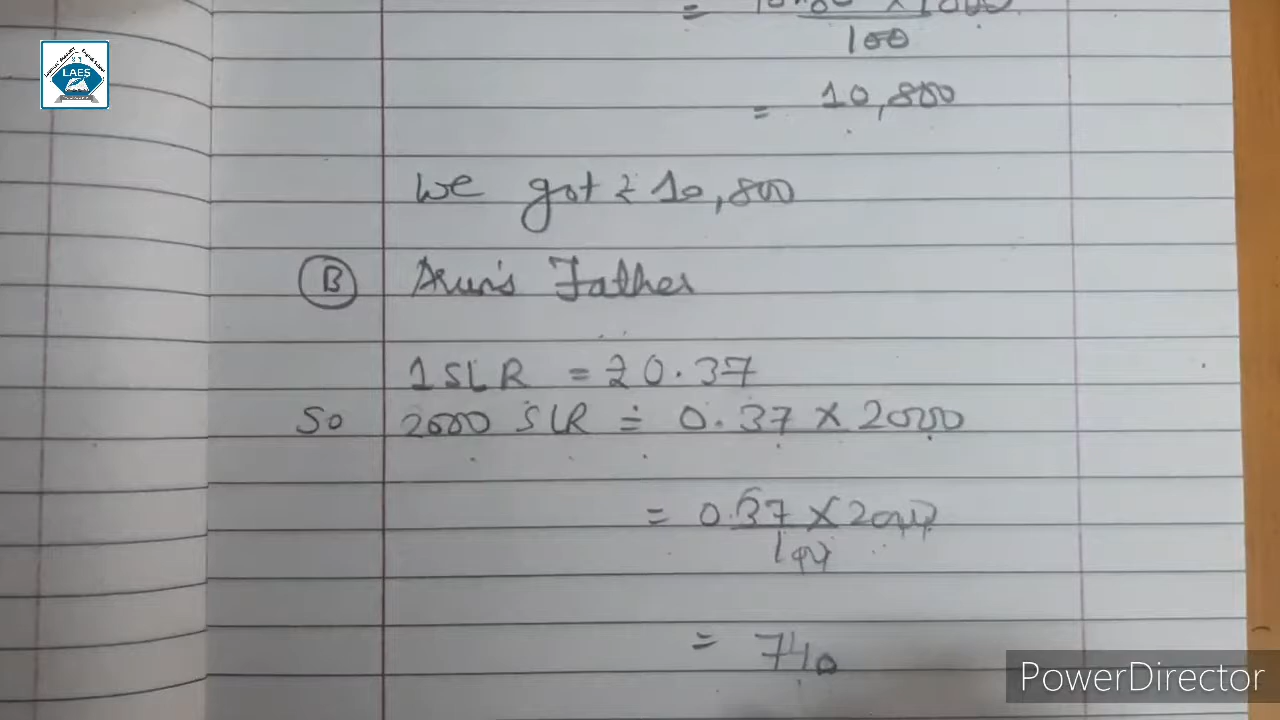 LAES
=
100
= 10,800
We got ₹ 10,800
B Arun's Father
1 SLR = ₹ 0.37
So 2000 SLR = 0.37 × 2000
= 0.37 × 2000
100
= 740
PowerDirector